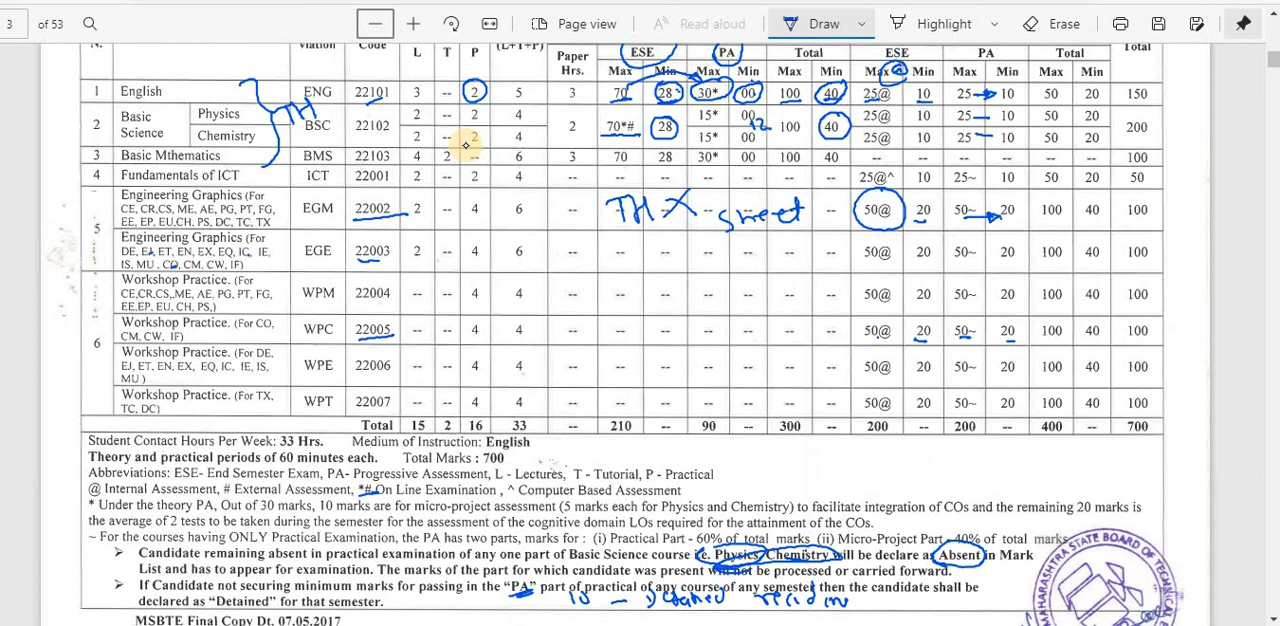 3 of 53 Page view Read aloud Draw Highlight Erase
N. viation Code L T P (L+T+P) Paper Hrs. ESE PA Total ESE PA Total Total
Max Min Max Min Max Min Max @ Min Max Min Max Min
1 English ENG 22101 3 -- 2 5 3 70 28 30* 00 100 40 25@ 10 25 10 50 20 150
2 Basic Science Physics BSC 22102 2 -- 2 4 2 70*# 28 15* 00 100 40 25@ 10 25 10 50 20 200
Chemistry 2 -- 2 4 15* 00 25@ 10 25 10 50 20
TH
12
3 Basic Mthematics BMS 22103 4 2 -- 6 3 70 28 30* 00 100 40 -- -- -- -- -- -- 100
4 Fundamentals of ICT ICT 22001 2 -- 2 4 -- -- -- -- -- -- -- 25@^ 10 25~ 10 50 20 50
5 Engineering Graphics (For
CE, CR,CS, ME, AE, PG, PT, FG, EGM 22002 2 -- 4 6 -- -- -- -- -- -- -- 50@ 20 50~ 20 100 40 100
EE, EP, EU,CH, PS, DC, TC, TX
TH X sheet
Engineering Graphics (For
DE, EJ, ET, EN, EX, EQ, IC, IE, EGE 22003 2 -- 4 6 -- -- -- -- -- -- -- 50@ 20 50~ 20 100 40 100
IS, MU , CO, CM, CW, IF)
6 Workshop Practice. (For
CE,CR,CS,.ME, AE, PG, PT, FG, WPM 22004 -- -- 4 4 -- -- -- -- -- -- -- 50@ 20 50~ 20 100 40 100
EE,EP, EU, CH, PS,)
Workshop Practice. (For CO, WPC 22005 -- -- 4 4 -- -- -- -- -- -- -- 50@ 20 50~ 20 100 40 100
CM, CW, IF)
Workshop Practice. (For DE,
EJ, ET, EN, EX, EQ, IC, IE, IS, WPE 22006 -- -- 4 4 -- -- -- -- -- -- -- 50@ 20 50~ 20 100 40 100
MU )
Workshop Practice. (For TX, WPT 22007 -- -- 4 4 -- -- -- -- -- -- -- 50@ 20 50~ 20 100 40 100
TC, DC)
Total 15 2 16 33 -- 210 -- 90 -- 300 -- 200 -- 200 -- 400 -- 700
Student Contact Hours Per Week: 33 Hrs. Medium of Instruction: English
Theory and practical periods of 60 minutes each. Total Marks : 700
Abbreviations: ESE- End Semester Exam, PA- Progressive Assessment, L - Lectures, T - Tutorial, P - Practical
@ Internal Assessment, # External Assessment, *# On Line Examination , ^ Computer Based Assessment
* Under the theory PA, Out of 30 marks, 10 marks are for micro-project assessment (5 marks each for Physics and Chemistry) to facilitate integration of COs and the remaining 20 marks is
the average of 2 tests to be taken during the semester for the assessment of the cognitive domain LOs required for the attainment of the COs.
~ For the courses having ONLY Practical Examination, the PA has two parts, marks for : (i) Practical Part - 60% of total marks (ii) Micro-Project Part - 40% of total marks
➢ Candidate remaining absent in practical examination of any one part of Basic Science course i.e. Physics, Chemistry will be declare as Absent in Mark
List and has to appear for examination. The marks of the part for which candidate was present will not be processed or carried forward.
➢ If Candidate not securing minimum marks for passing in the "PA" part of practical of any course of any semester then the candidate shall be
declared as "Detained" for that semester.
MSBTE Final Copy Dt. 07.05.2017
MAHARASHTRA STATE BOARD OF TECHNICAL